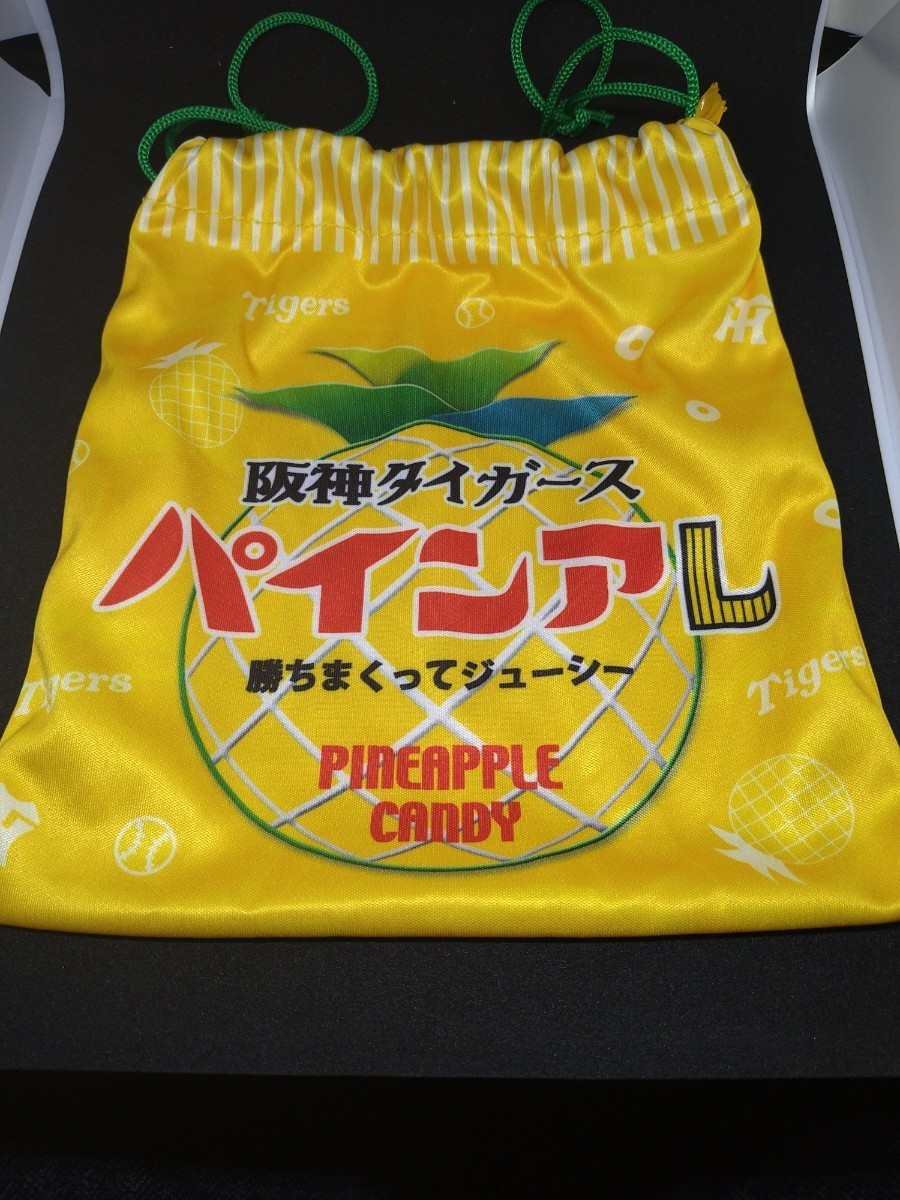 Tigers
阪神タイガース
パインアL
勝ちまくってジューシー
Tigers
Tigers
PINEAPPLE
CANDY